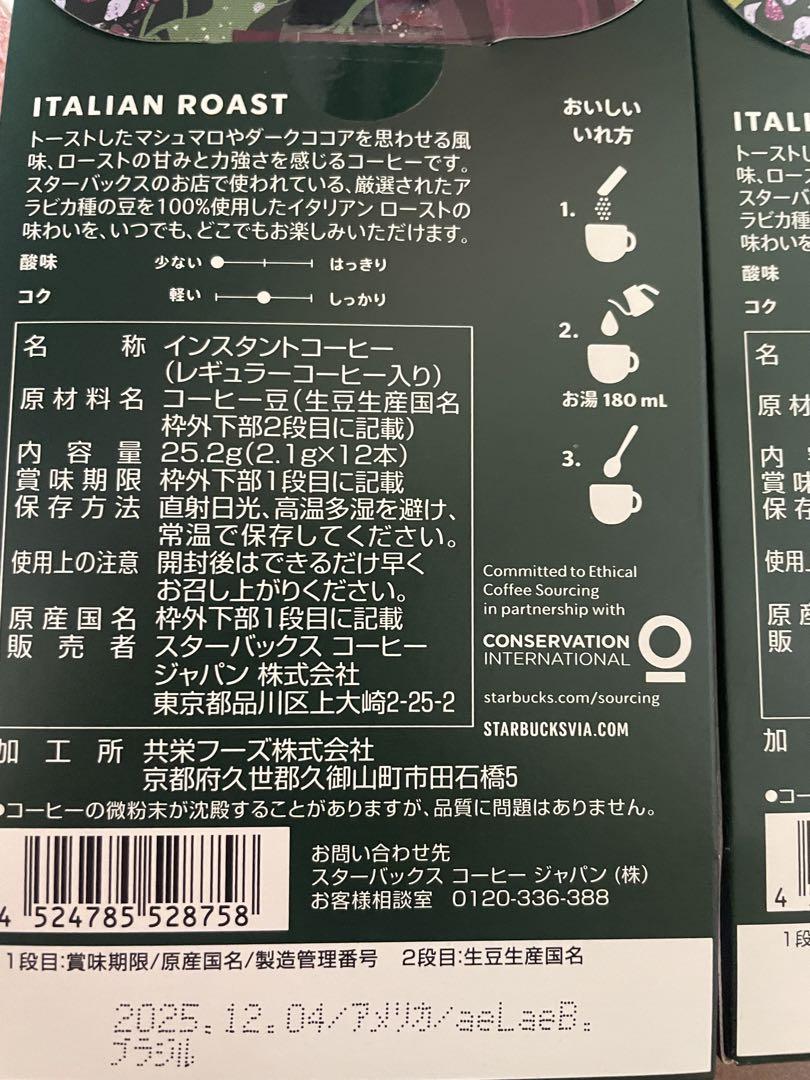 ITALIAN ROAST
トーストしたマシュマロやダークココアを思わせる風
味、ローストの甘みと力強さを感じるコーヒーです。
スターバックスのお店で使われている、厳選されたア
ラビカ種の豆を100%使用したイタリアン ローストの
味わいを、いつでも、どこでもお楽しみいただけます。
酸味 少ない はっきり
コク 軽い しっかり
名称 インスタントコーヒー
(レギュラーコーヒー入り)
原材料名 コーヒー豆(生豆生産国名
枠外下部2段目に記載)
内容量 25.2g(2.1g×12本)
賞味期限 枠外下部1段目に記載
保存方法 直射日光、高温多湿を避け、
常温で保存してください。
使用上の注意 開封後はできるだけ早く
お召し上がりください。
原産国名 枠外下部1段目に記載
販売者 スターバックス コーヒー
ジャパン 株式会社
東京都品川区上大崎2-25-2
加工所 共栄フーズ株式会社
京都府久世郡久御山町市田石橋5
●コーヒーの微粉末が沈殿することがありますが、品質に問題はありません。
おいしい
いれ方
1.
2.
お湯 180 mL
3.
Committed to Ethical
Coffee Sourcing
in partnership with
CONSERVATION
INTERNATIONAL
starbucks.com/sourcing
STARBUCKSVIA.COM
4 524785 528758
お問い合わせ先
スターバックス コーヒー ジャパン (株)
お客様相談室 0120-336-388
1段目:賞味期限/原産国名/製造管理番号 2段目:生豆生産国名
2025.12.04/アメリカ/aeLaeB.
ブラジル
ITALI
トーストし
味、ロース
スターバ
ラビカ種
味わいを
酸味
コク
名
原材
内
賞味
保存
使用上
原産
販
加
●コー
4
1段